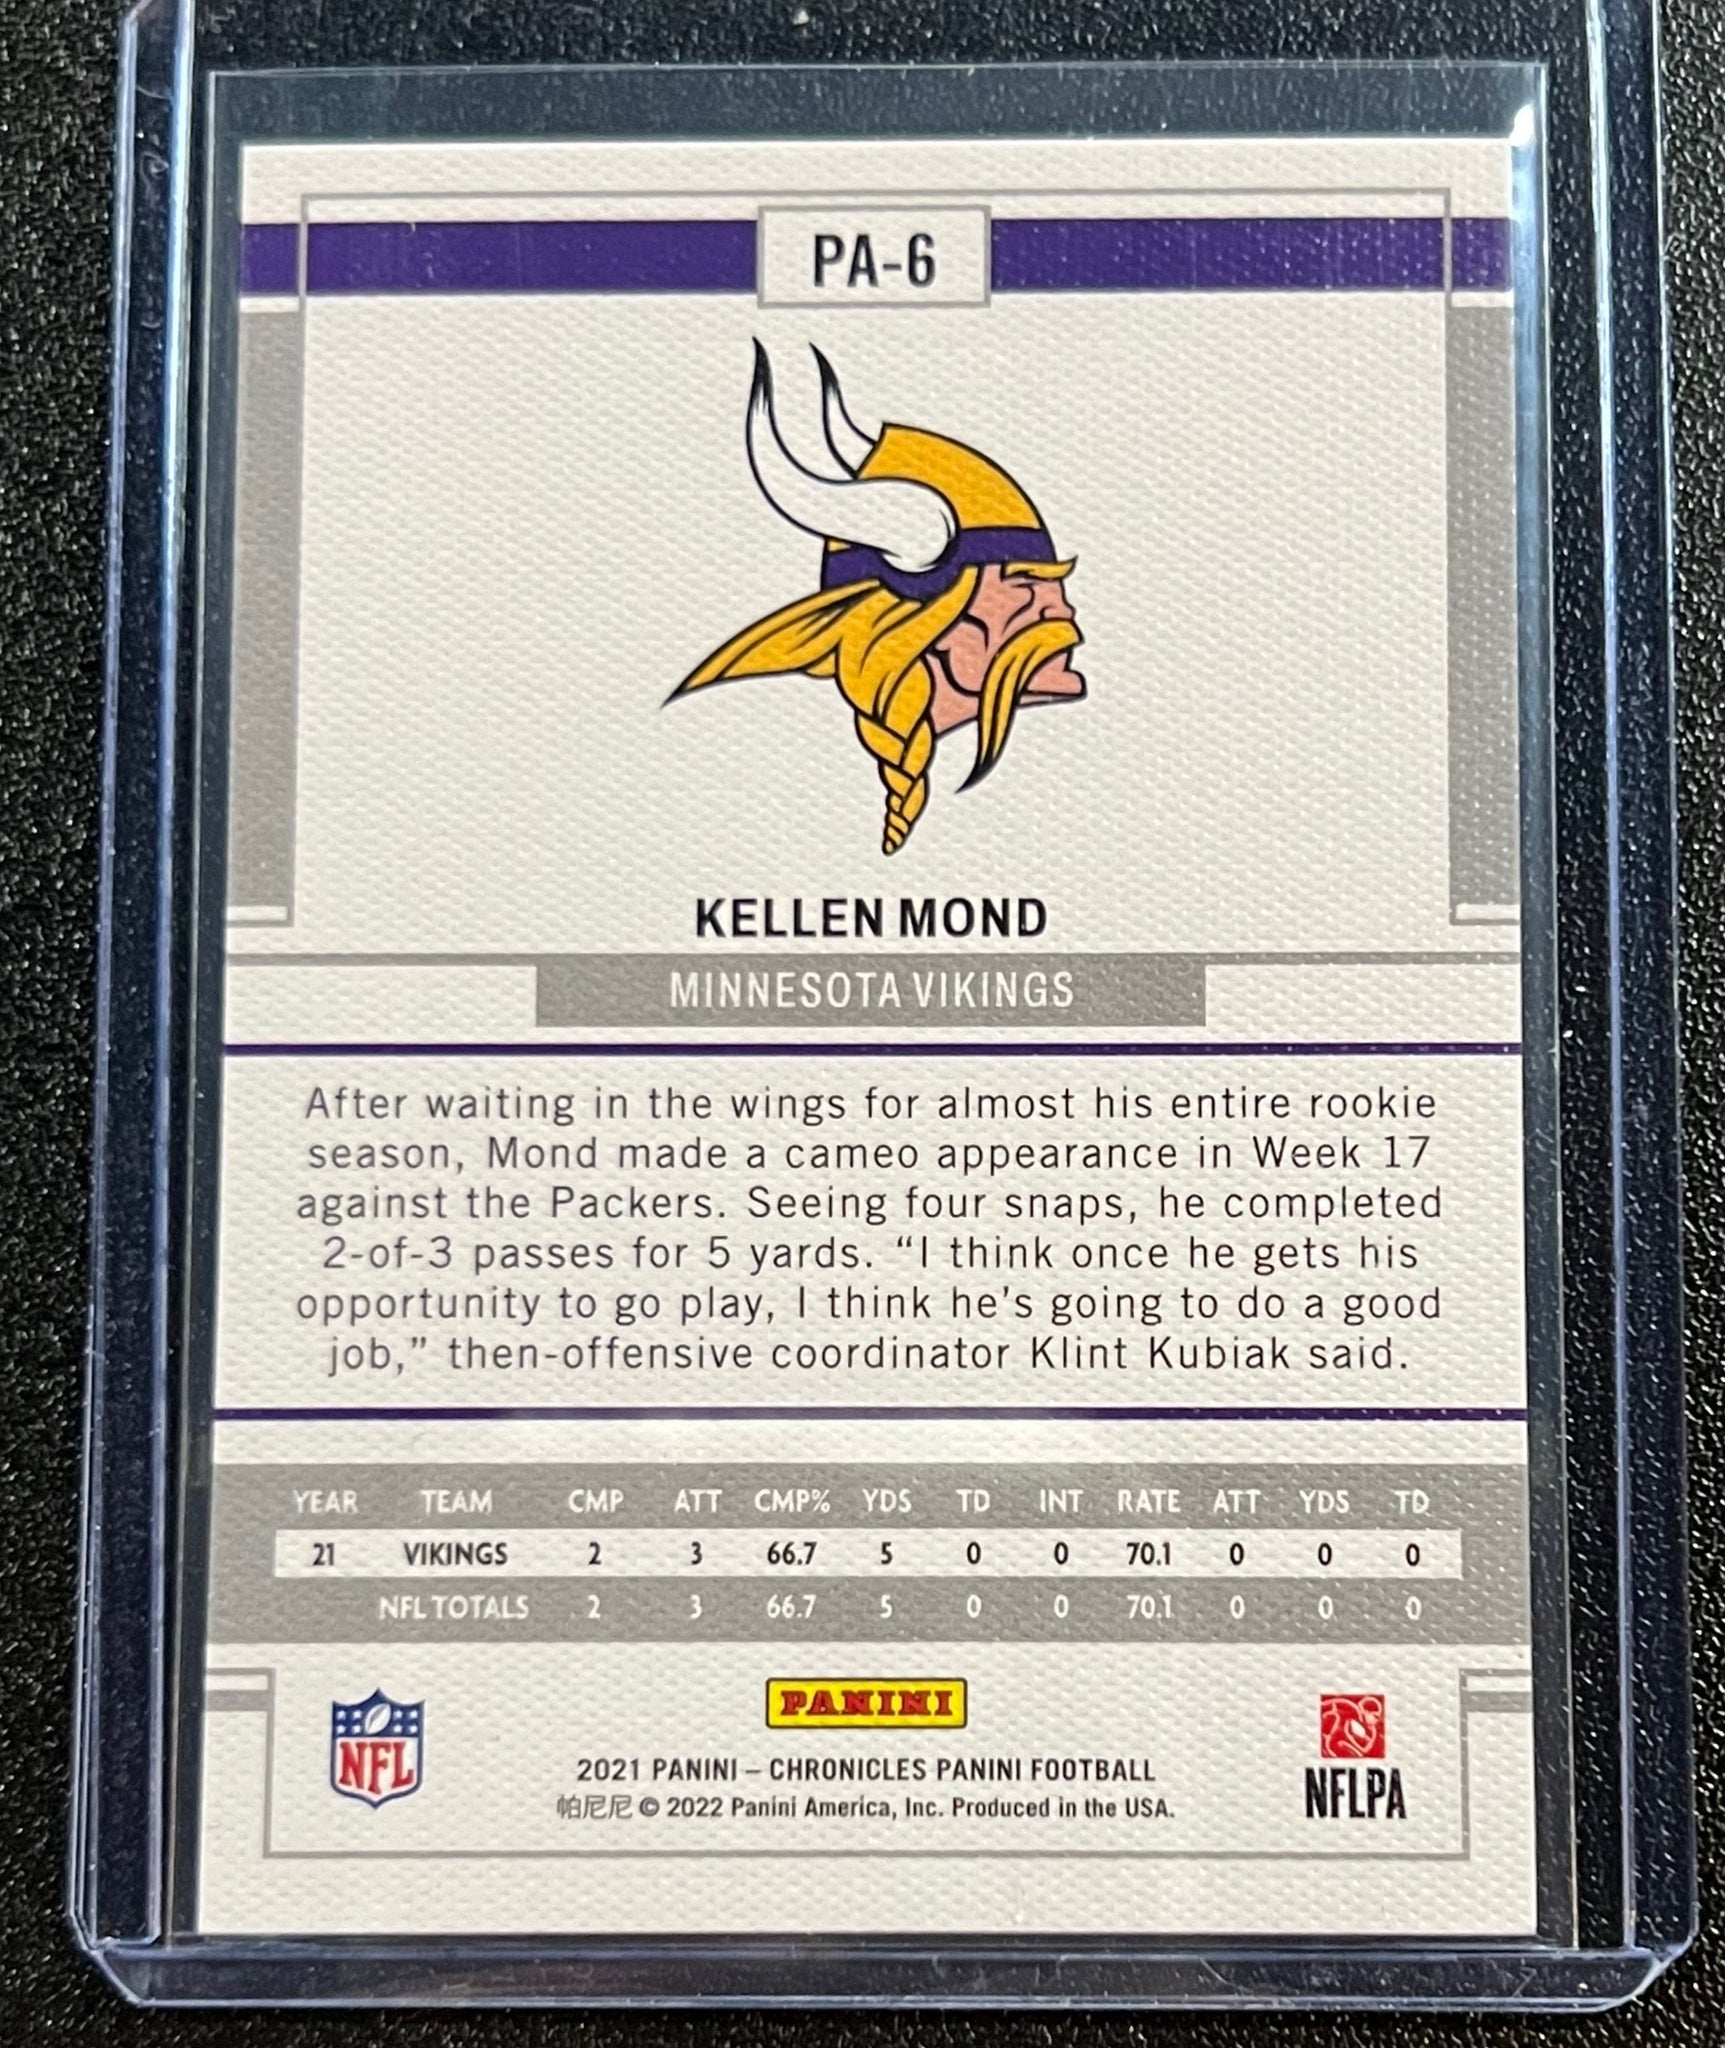 PA-6
KELLEN MOND
MINNESOTA VIKINGS
After waiting in the wings for almost his entire rookie
season, Mond made a cameo appearance in Week 17
against the Packers. Seeing four snaps, he completed
2-of-3 passes for 5 yards. “I think once he gets his
opportunity to go play, I think he's going to do a good
job,” then-offensive coordinator Klint Kubiak said.
YEAR TEAM CMP ATT CMP% YDS TD INT RATE ATT YDS TD
21 VIKINGS 2 3 66.7 5 0 0 70.1 0 0 0
NFL TOTALS 2 3 66.7 5 0 0 70.1 0 0 0
NFL
PANINI
2021 PANINI – CHRONICLES PANINI FOOTBALL
帕尼尼 © 2022 Panini America, Inc. Produced in the USA.
NFLPA